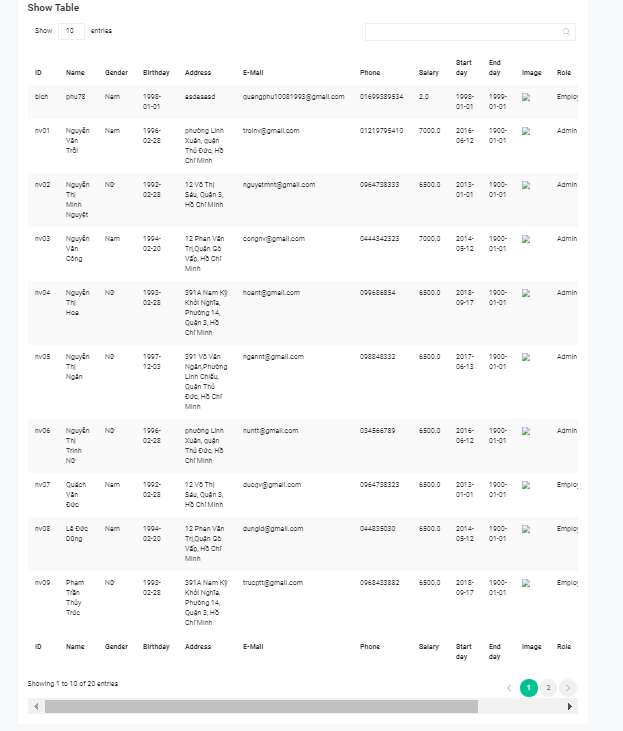 Show Table
Show 10 entries
ID Name Gender Birthday Address E-Mail Phone Salary Start day End day Image Role
bich phu78 Nam 1998-01-01 asdasasd quangphu10081993@gmail.com 01699389534 2.0 1998-01-01 1999-01-01 Employ
nv01 Nguyễn Văn Trỗi Nam 1996-02-28 phường Linh Xuân, quận Thủ Đức, Hồ Chí Minh troinv@gmail.com 01219795410 7000.0 2016-06-12 1900-01-01 Admin
nv02 Nguyễn Thị Minh Nguyệt Nữ 1992-02-28 12 Võ Thị Sáu, Quận 3, Hồ Chí Minh nguyetmnt@gmail.com 0964738333 6500.0 2013-01-01 1900-01-01 Admin
nv03 Nguyễn Văn Công Nam 1994-02-20 12 Phan Văn Trị,Quận Gò Vấp, Hồ Chí Minh congnv@gmail.com 0444342323 7000.0 2014-05-12 1900-01-01 Admin
nv04 Nguyễn Thị Hoa Nữ 1993-02-28 391A Nam Kỳ Khởi Nghĩa, Phường 14, Quận 3, Hồ Chí Minh hoant@gmail.com 099686854 6500.0 2018-09-17 1900-01-01 Admin
nv05 Nguyễn Thị Ngân Nữ 1997-12-03 391 Võ Văn Ngân,Phường Linh Chiểu, Quận Thủ Đức, Hồ Chí Minh ngannt@gmail.com 098848332 6500.0 2017-06-13 1900-01-01 Admin
nv06 Nguyễn Thị Trinh Nữ Nữ 1996-02-28 phường Linh Xuân, quận Thủ Đức, Hồ Chí Minh nuntt@gmail.com 034566789 6500.0 2016-06-12 1900-01-01 Admin
nv07 Quách Văn Đức Nam 1992-02-28 12 Võ Thị Sáu, Quận 3, Hồ Chí Minh ducqv@gmail.com 0964738323 6500.0 2013-01-01 1900-01-01 Employ
nv08 Lê Đức Dũng Nam 1994-02-20 12 Phan Văn Trị,Quận Gò Vấp, Hồ Chí Minh dungld@gmail.com 044835030 6500.0 2014-05-12 1900-01-01 Employ
nv09 Phạm Trần Thủy Trúc Nữ 1993-02-28 391A Nam Kỳ Khởi Nghĩa, Phường 14, Quận 3, Hồ Chí Minh trucptt@gmail.com 0968433882 6500.0 2018-09-17 1900-01-01 Employ
ID Name Gender Birthday Address E-Mail Phone Salary Start day End day Image Role
Showing 1 to 10 of 20 entries
1 2